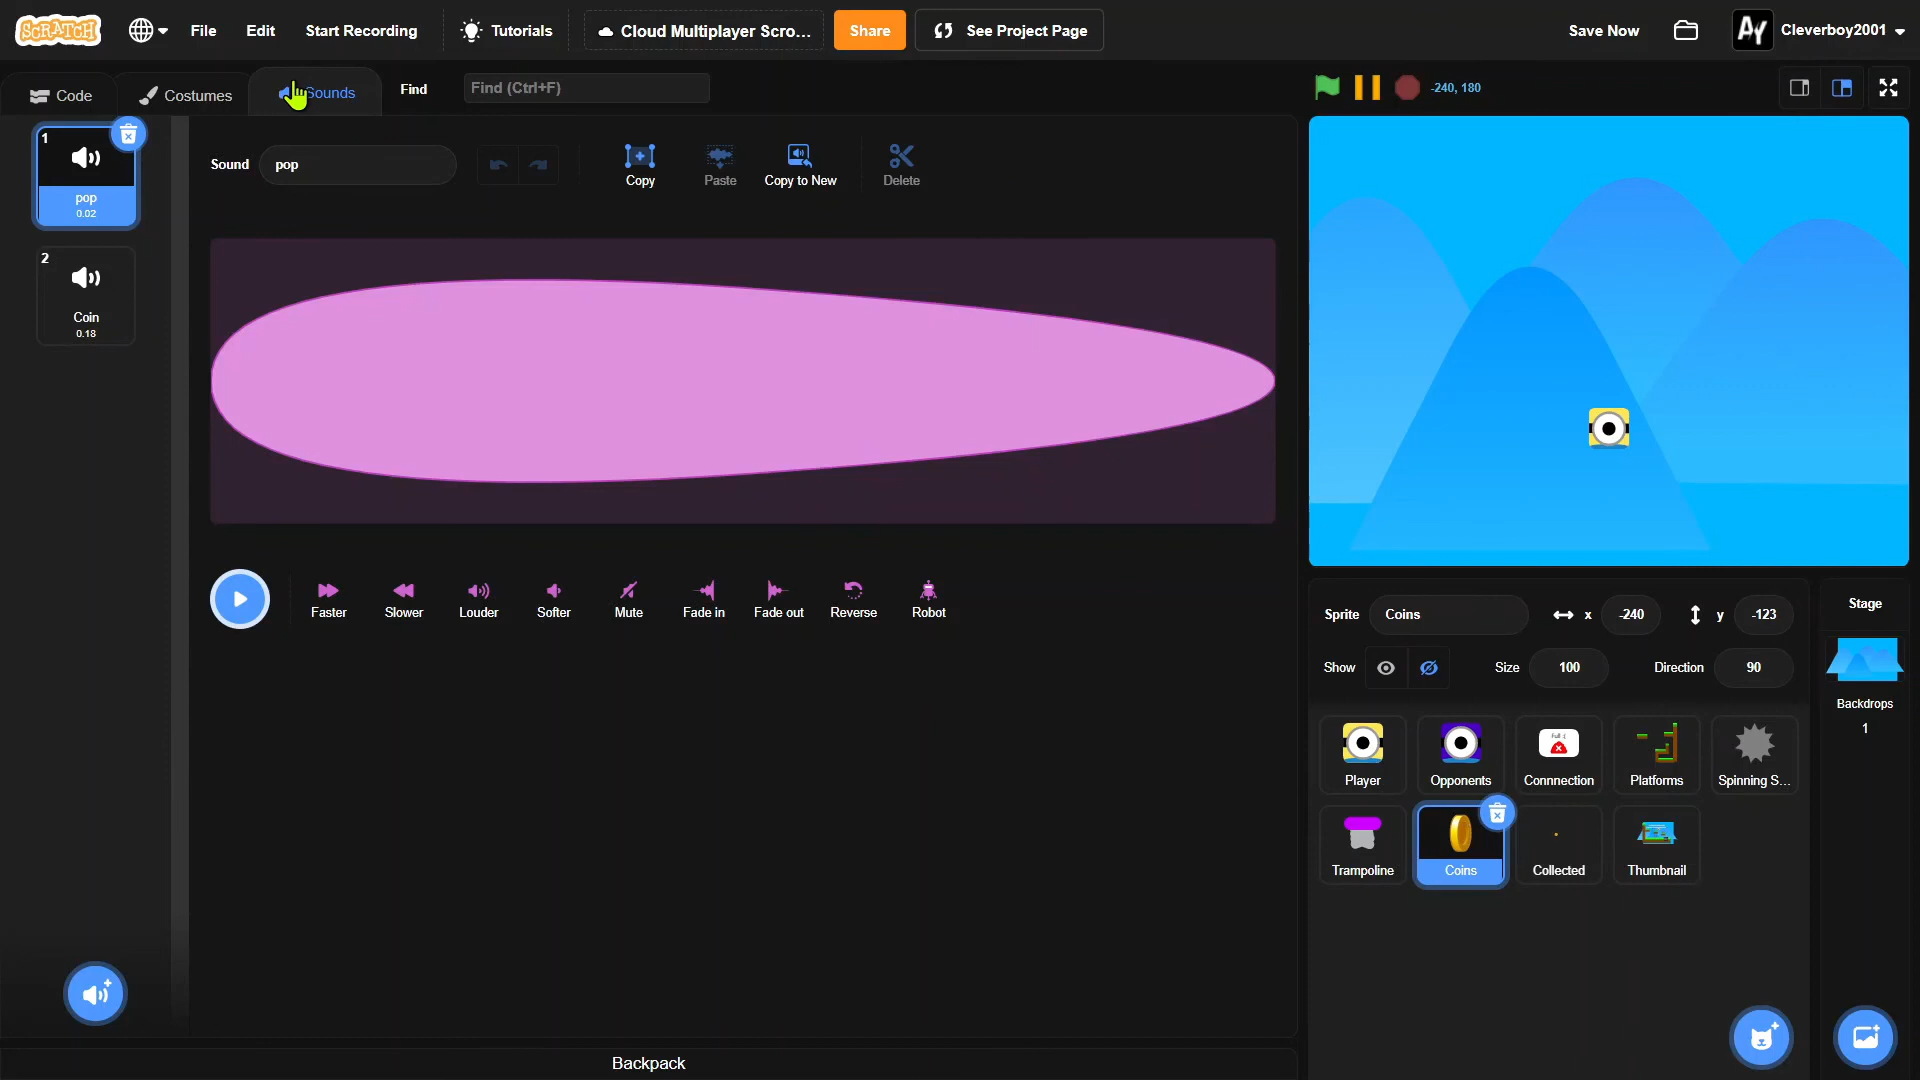 SCRATCH
File
Edit
Start Recording
Tutorials
Cloud Multiplayer Scro...
Share
See Project Page
Save Now
Ay
Cleverboy2001
Code
Costumes
Sounds
Find
Find (Ctrl+F)
-240, 180
1
pop
0.02
2
Coin
0.18
Sound
pop
Copy
Paste
Copy to New
Delete
Faster
Slower
Louder
Softer
Mute
Fade in
Fade out
Reverse
Robot
Sprite
Coins
x
-240
y
-123
Show
Size
100
Direction
90
Stage
Backdrops
1
Player
Opponents
Full :(
Connnection
Platforms
Spinning S...
Trampoline
Coins
Collected
Thumbnail
Backpack